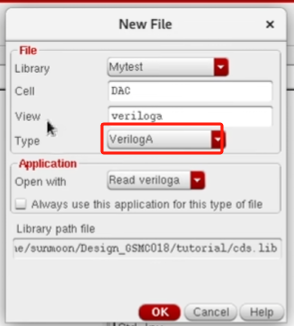 New File
×
File
Library Mytest
Cell DAC
View veriloga
Type VerilogA
Application
Open with Read veriloga
Always use this application for this type of file
Library path file
/sunmoon/Design_GSMC018/tutorial/cds.lib
OK Cancel Help